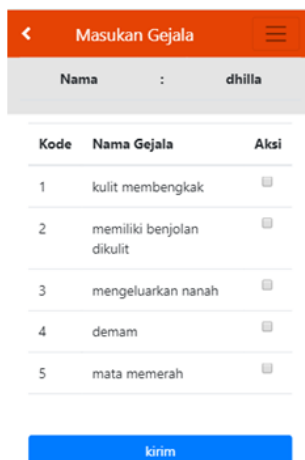 Masukan Gejala
Nama : dhilla
Kode Nama Gejala Aksi
1 kulit membengkak
2 memiliki benjolan
dikulit
3 mengeluarkan nanah
4 demam
5 mata memerah
kirim